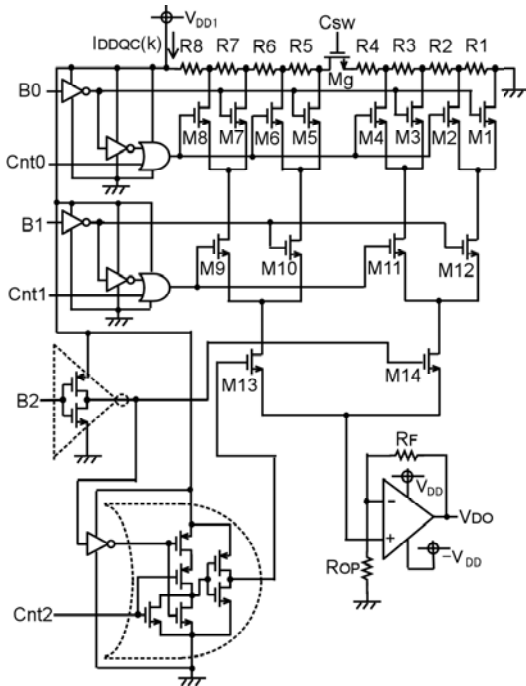 VDD1
Csw
IDDQC(k)
R8 R7 R6 R5 R4 R3 R2 R1
Mg
B0
M8 M7 M6 M5 M4 M3 M2 M1
Cnt0
B1
M9 M10 M11 M12
Cnt1
M13 M14
B2
RF
VDD
VDO
−
+
−VDD
ROP
Cnt2